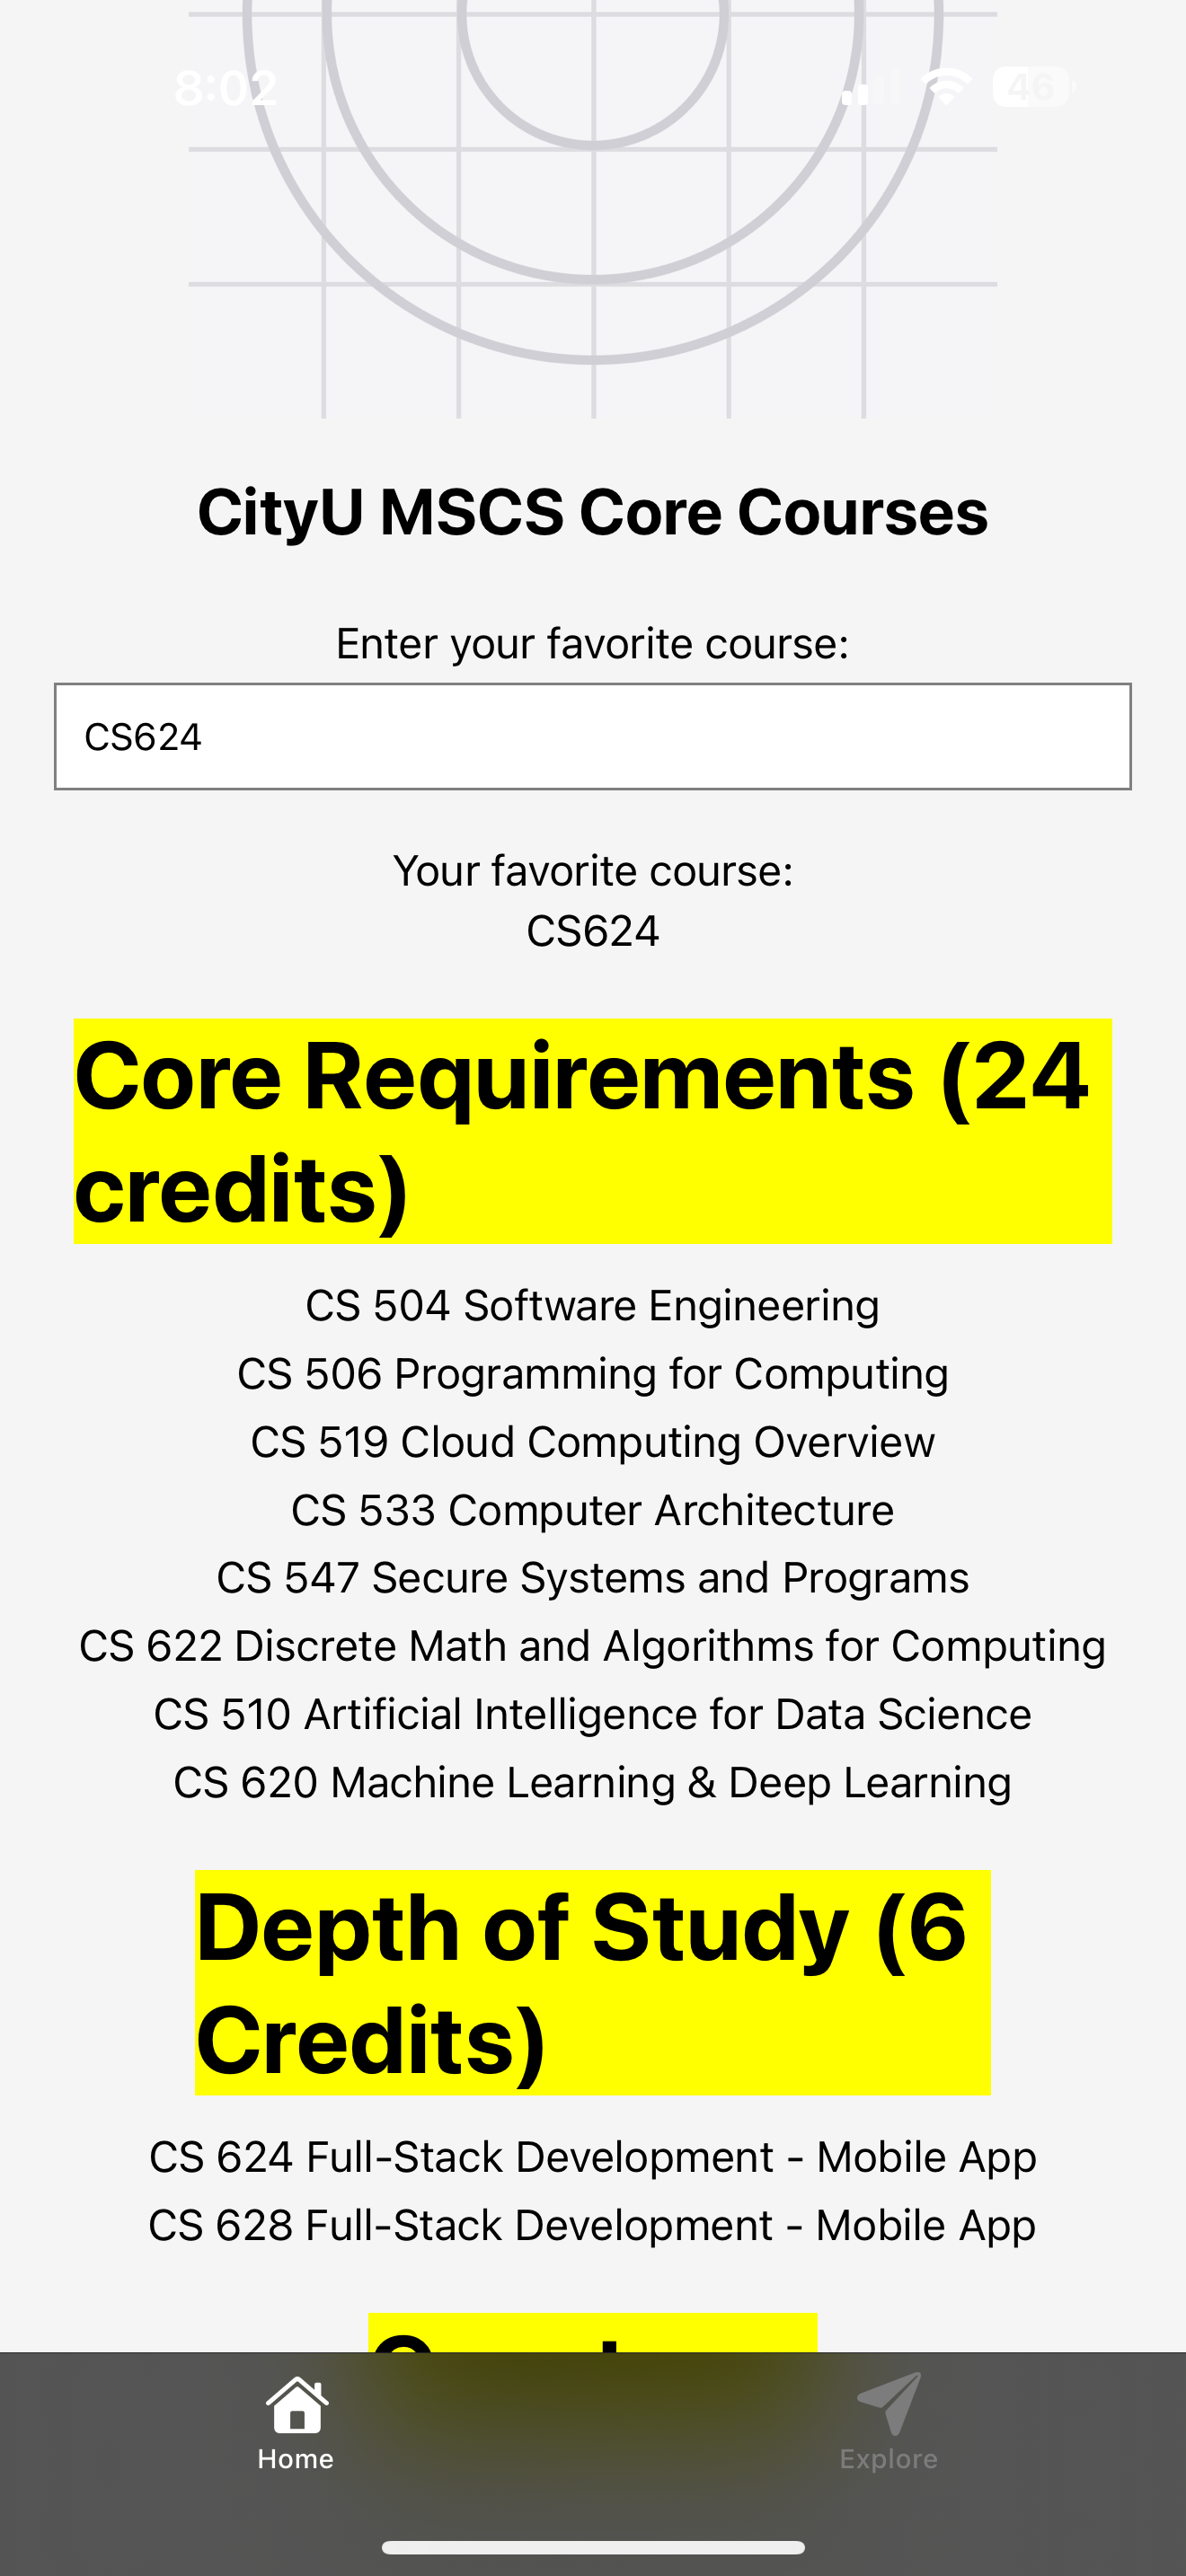 8:02
46
CityU MSCS Core Courses
Enter your favorite course:
CS624
Your favorite course:
CS624
Core Requirements (24
credits)
CS 504 Software Engineering
CS 506 Programming for Computing
CS 519 Cloud Computing Overview
CS 533 Computer Architecture
CS 547 Secure Systems and Programs
CS 622 Discrete Math and Algorithms for Computing
CS 510 Artificial Intelligence for Data Science
CS 620 Machine Learning & Deep Learning
Depth of Study (6
Credits)
CS 624 Full-Stack Development - Mobile App
CS 628 Full-Stack Development - Mobile App
Home
Explore